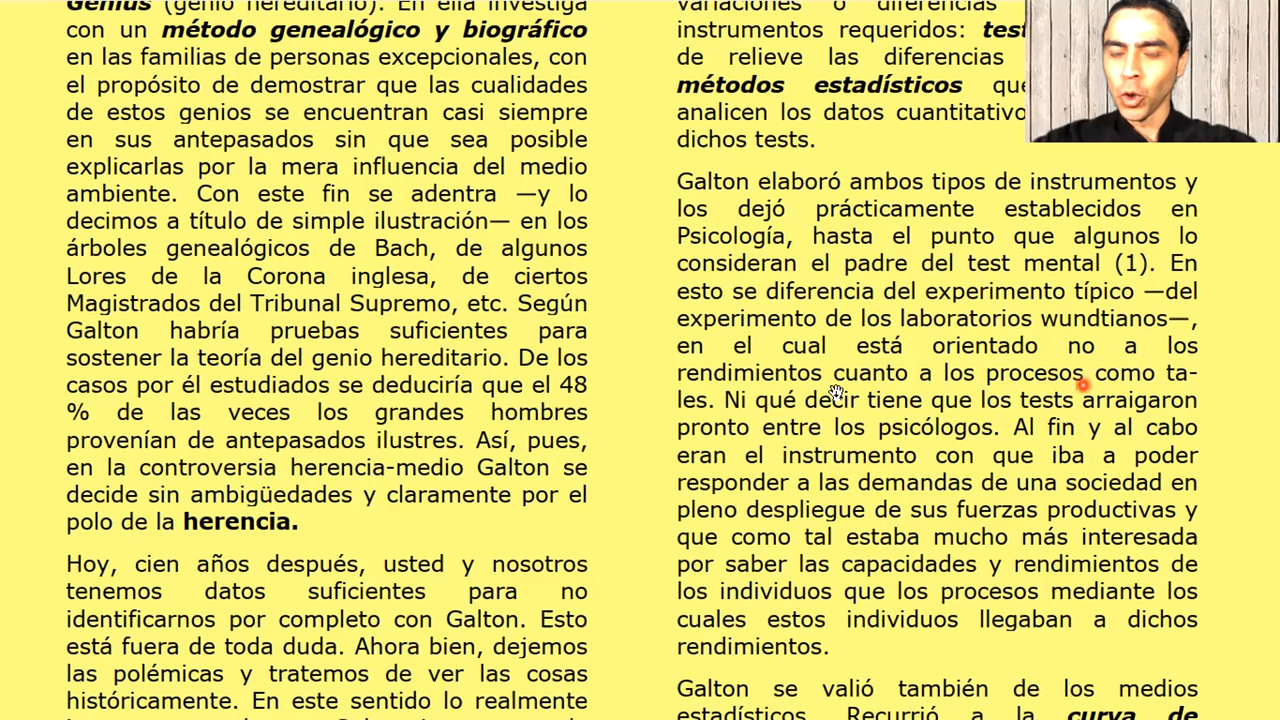 Genius (genio hereditario). En ella investiga
con un método genealógico y biográfico
en las familias de personas excepcionales, con
el propósito de demostrar que las cualidades
de estos genios se encuentran casi siempre
en sus antepasados sin que sea posible
explicarlas por la mera influencia del medio
ambiente. Con este fin se adentra —y lo
decimos a título de simple ilustración— en los
árboles genealógicos de Bach, de algunos
Lores de la Corona inglesa, de ciertos
Magistrados del Tribunal Supremo, etc. Según
Galton habría pruebas suficientes para
sostener la teoría del genio hereditario. De los
casos por él estudiados se deduciría que el 48
% de las veces los grandes hombres
provenían de antepasados ilustres. Así, pues,
en la controversia herencia-medio Galton se
decide sin ambigüedades y claramente por el
polo de la herencia.
Hoy, cien años después, usted y nosotros
tenemos datos suficientes para no
identificarnos por completo con Galton. Esto
está fuera de toda duda. Ahora bien, dejemos
las polémicas y tratemos de ver las cosas
históricamente. En este sentido lo realmente
variaciones o diferencias
instrumentos requeridos: test
de relieve las diferencias
métodos estadísticos que
analicen los datos cuantitativo
dichos tests.
Galton elaboró ambos tipos de instrumentos y
los dejó prácticamente establecidos en
Psicología, hasta el punto que algunos lo
consideran el padre del test mental (1). En
esto se diferencia del experimento típico —del
experimento de los laboratorios wundtianos—,
en el cual está orientado no a los
rendimientos cuanto a los procesos como ta-
les. Ni qué decir tiene que los tests arraigaron
pronto entre los psicólogos. Al fin y al cabo
eran el instrumento con que iba a poder
responder a las demandas de una sociedad en
pleno despliegue de sus fuerzas productivas y
que como tal estaba mucho más interesada
por saber las capacidades y rendimientos de
los individuos que los procesos mediante los
cuales estos individuos llegaban a dichos
rendimientos.
Galton se valió también de los medios
estadísticos. Recurrió a la curva de